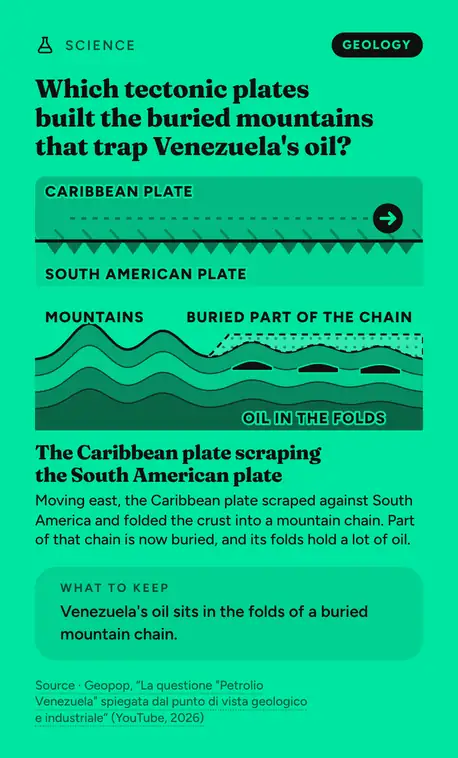 SCIENCE
GEOLOGY
Which tectonic plates
built the buried mountains
that trap Venezuela's oil?
CARIBBEAN PLATE
SOUTH AMERICAN PLATE
MOUNTAINS
BURIED PART OF THE CHAIN
OIL IN THE FOLDS
The Caribbean plate scraping
the South American plate
Moving east, the Caribbean plate scraped against South
America and folded the crust into a mountain chain. Part
of that chain is now buried, and its folds hold a lot of oil.
WHAT TO KEEP
Venezuela's oil sits in the folds of a buried
mountain chain.
Source · Geopop, “La questione "Petrolio
Venezuela" spiegata dal punto di vista geologico
e industriale” (YouTube, 2026)